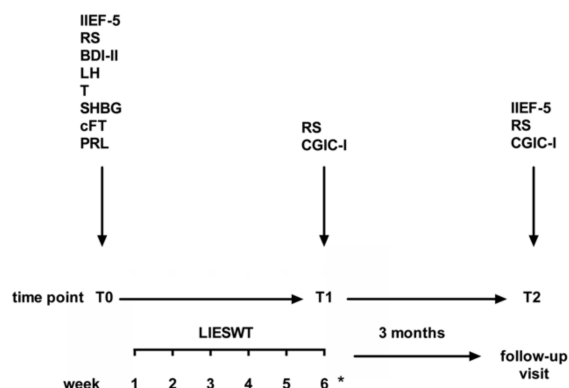 IIEF-5
RS
BDI-II
LH
T
SHBG
cFT
PRL
RS
CGIC-I
IIEF-5
RS
CGIC-I
time point T0 T1 T2
LIESWT
3 months
follow-up
visit
week 1 2 3 4 5 6 *